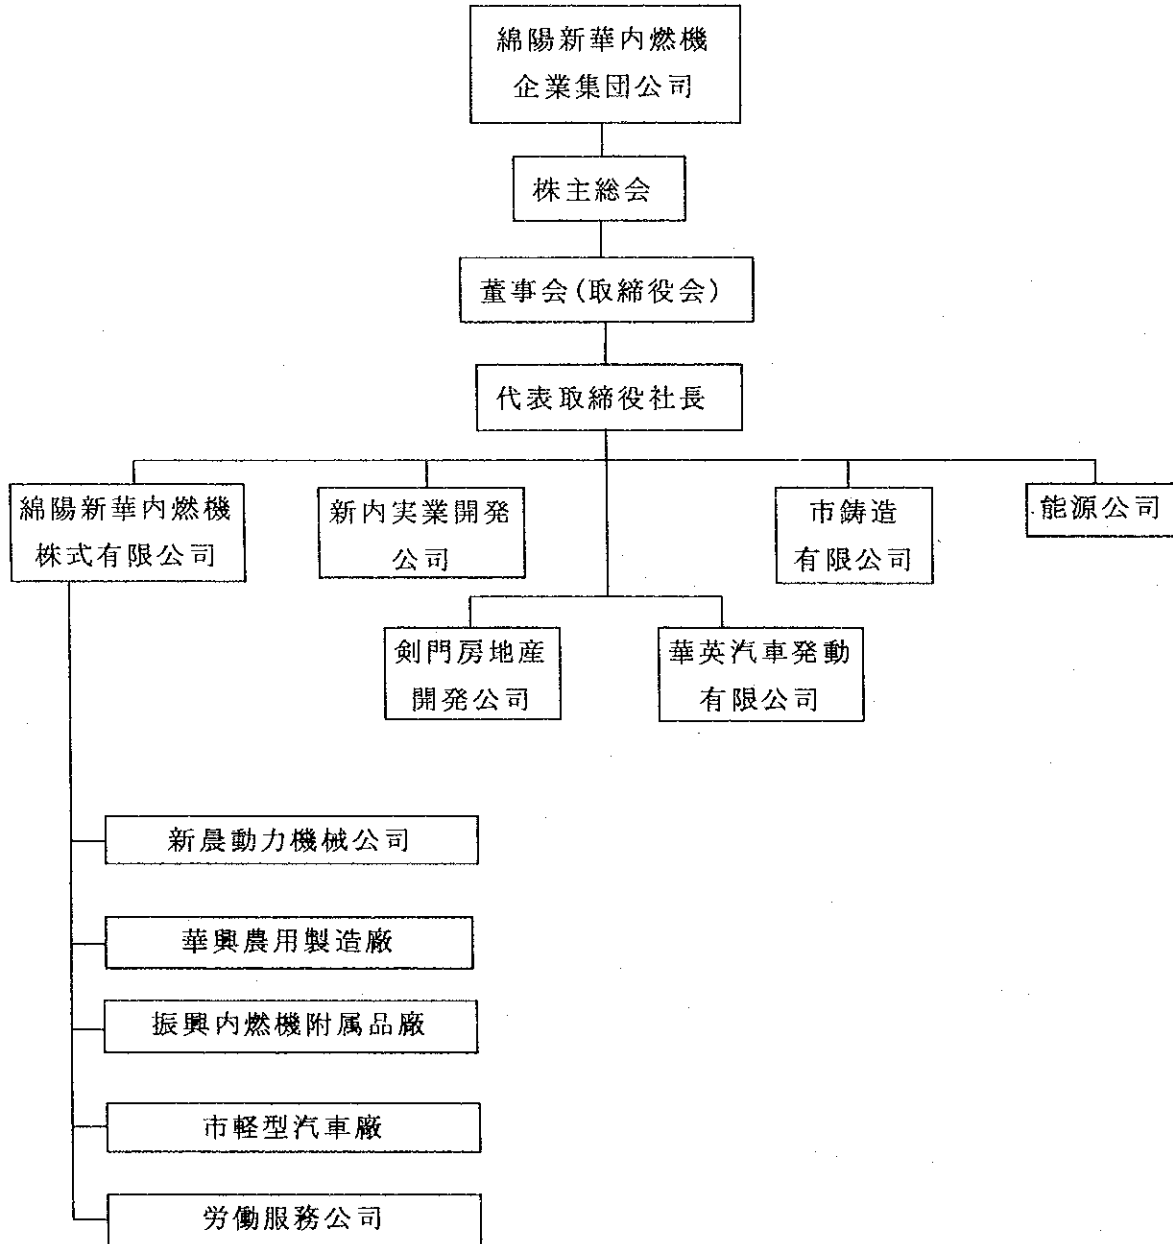 綿陽新華内燃機
企業集団公司
株主総会
董事会(取締役会)
代表取締役社長
綿陽新華内燃機
株式有限公司
新内実業開発
公司
市鋳造
有限公司
能源公司
剣門房地産
開発公司
華英汽車発動
有限公司
新晨動力機械公司
華興農用製造廠
振興内燃機附属品廠
市軽型汽車廠
労働服務公司